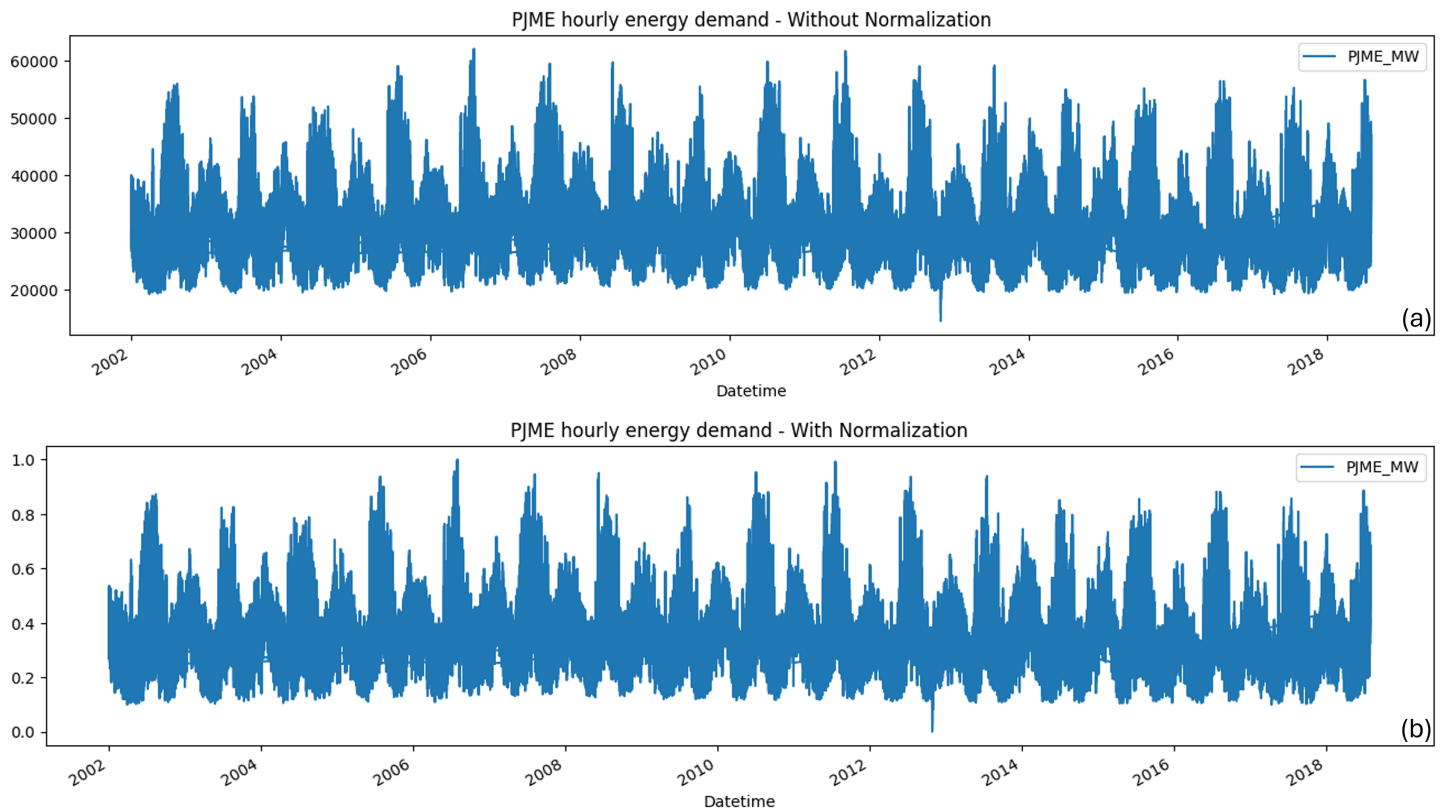 PJME hourly energy demand - Without Normalization
PJME_MW
60000
50000
40000
30000
20000
(a)
2002 2004 2006 2008 2010 2012 2014 2016 2018
Datetime
PJME hourly energy demand - With Normalization
PJME_MW
1.0
0.8
0.6
0.4
0.2
0.0
(b)
2002 2004 2006 2008 2010 2012 2014 2016 2018
Datetime